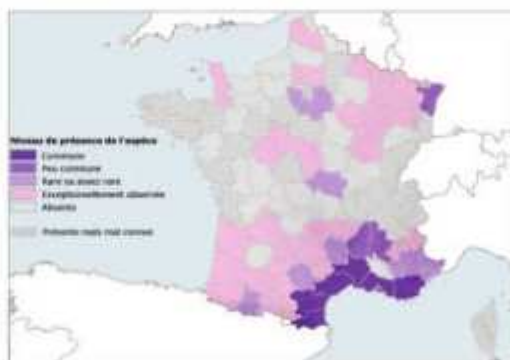 Niveau de présence de l'espèce
Commune
Peu commune
Rare ou assez rare
Exceptionnellement observée
Absente
Présente mais mal connue